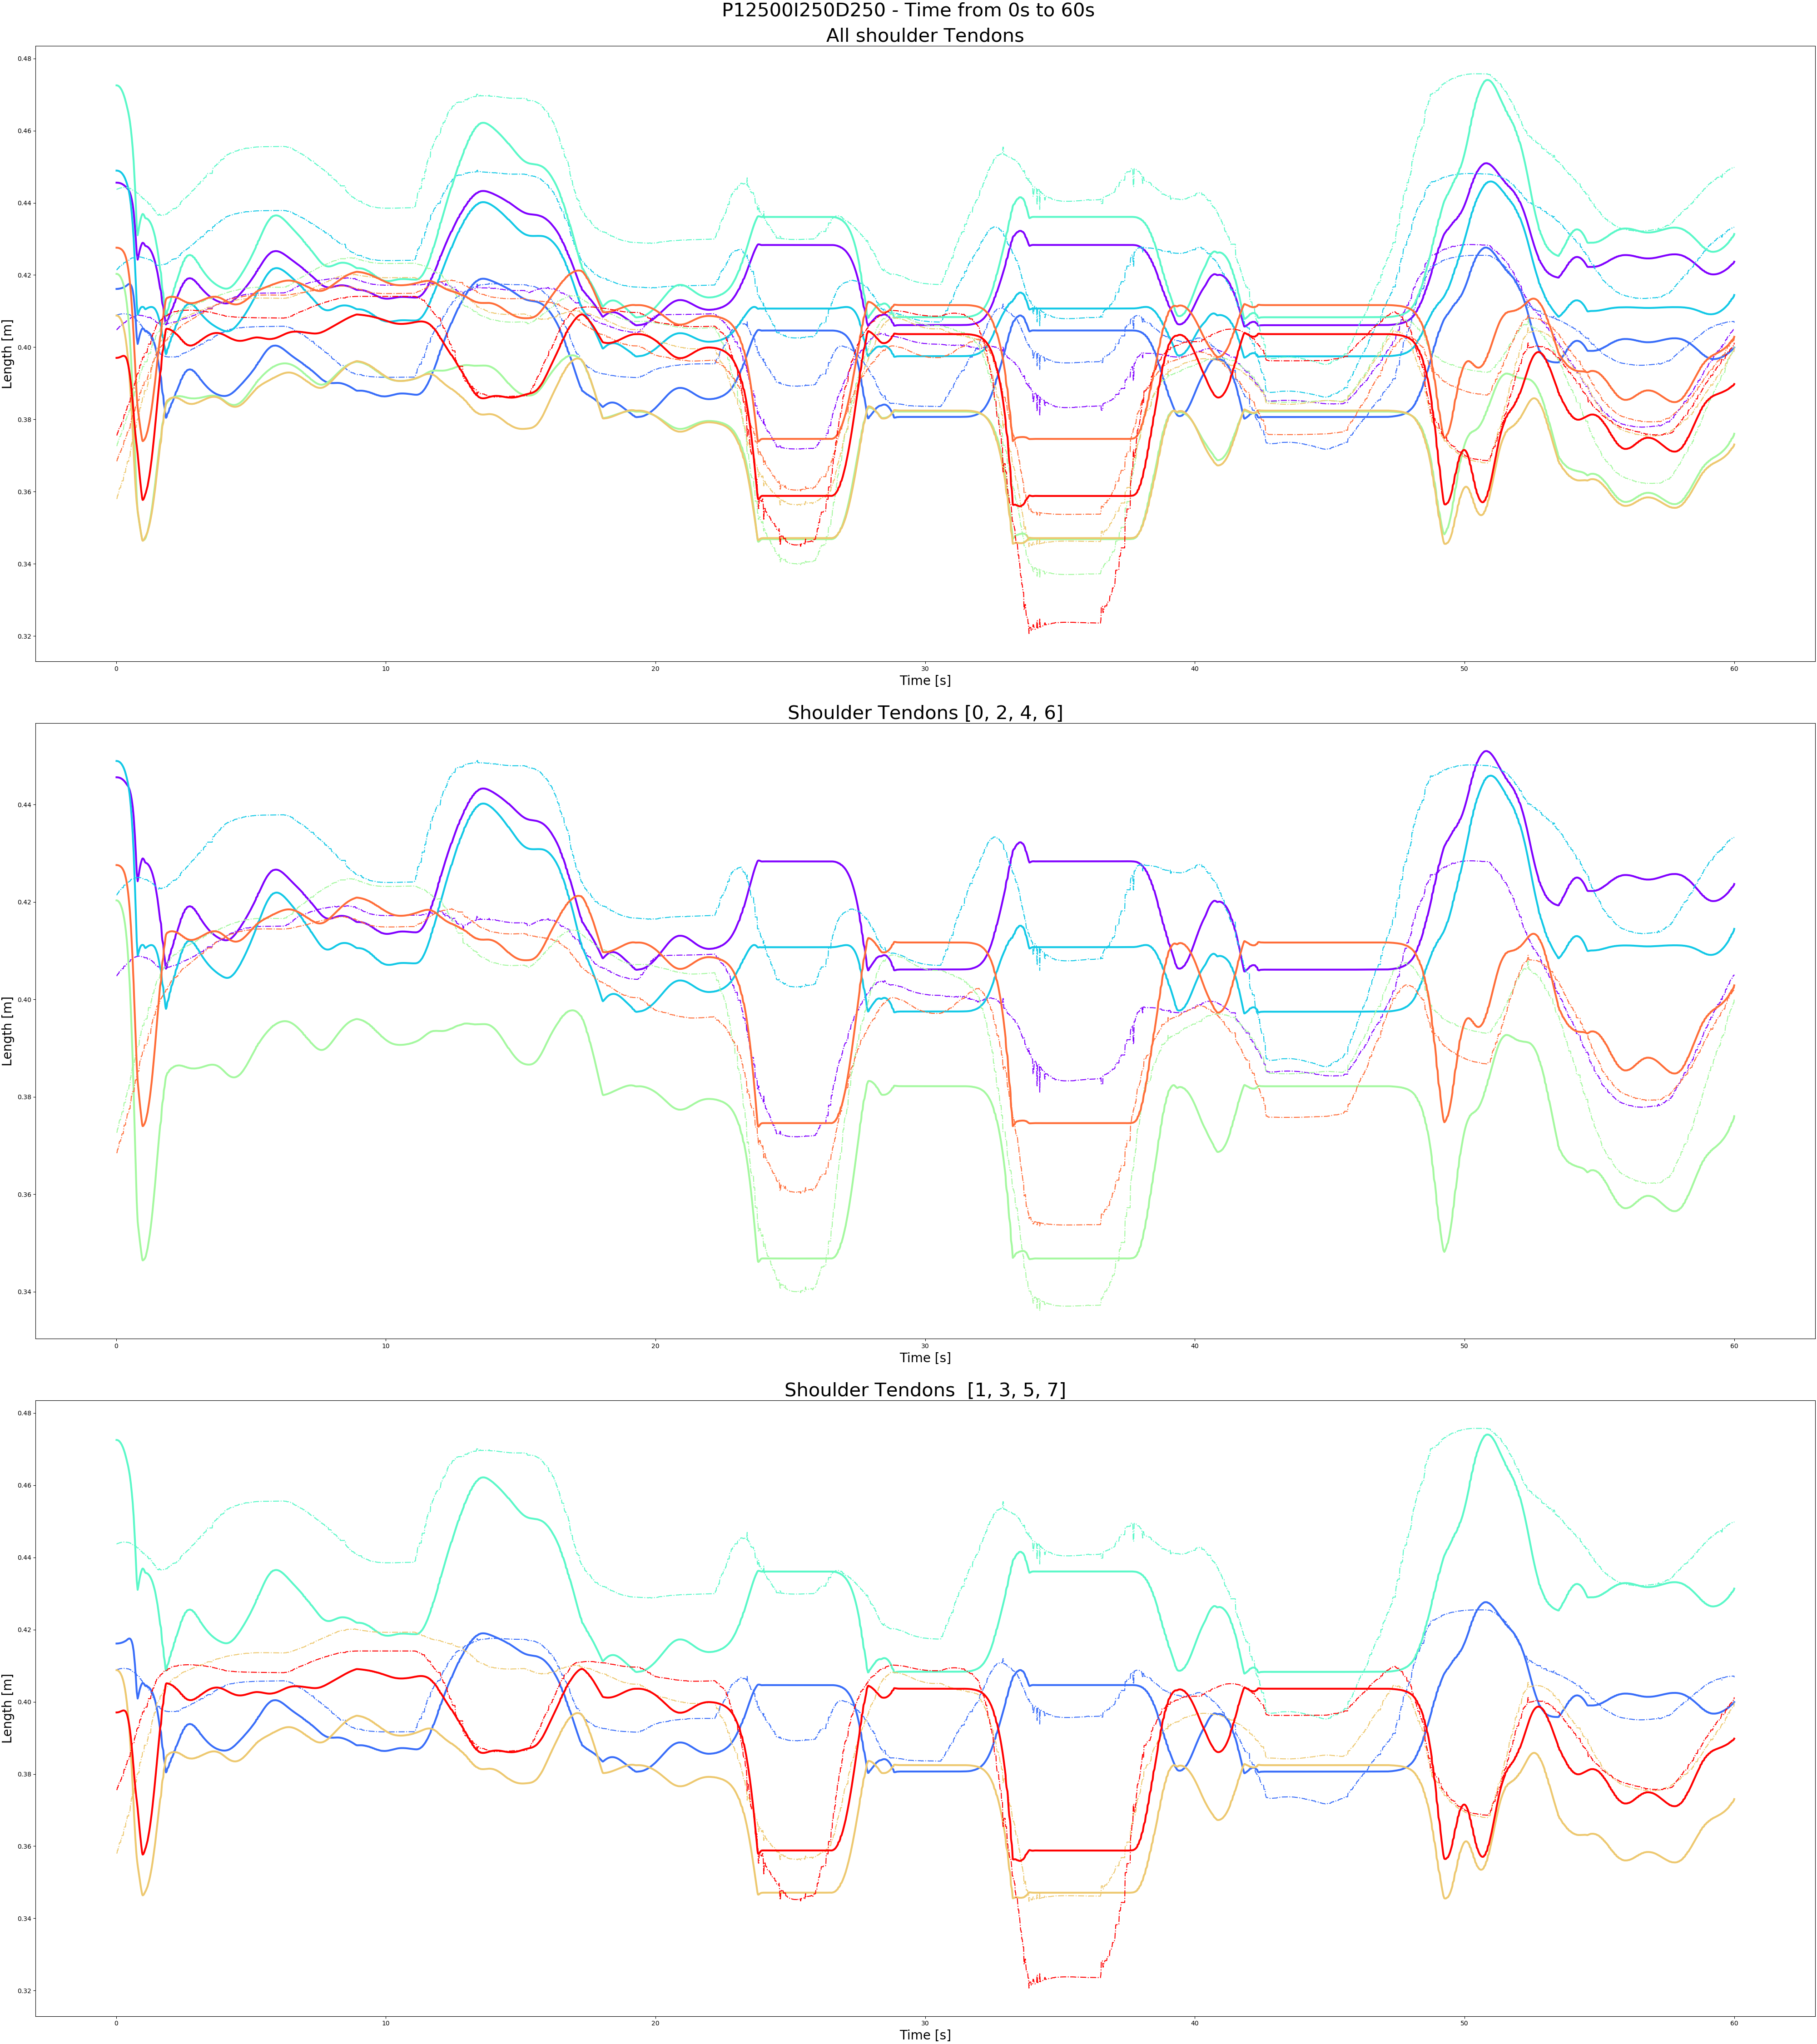 P12500I250D250 - Time from 0s to 60s
All shoulder Tendons
0.48
0.46
0.44
0.42
0.40
0.38
0.36
0.34
0.32
Length [m]
0 10 20 30 40 50 60
Time [s]
Shoulder Tendons [0, 2, 4, 6]
0.44
0.42
0.40
0.38
0.36
0.34
Length [m]
0 10 20 30 40 50 60
Time [s]
Shoulder Tendons  [1, 3, 5, 7]
0.48
0.46
0.44
0.42
0.40
0.38
0.36
0.34
0.32
Length [m]
0 10 20 30 40 50 60
Time [s]